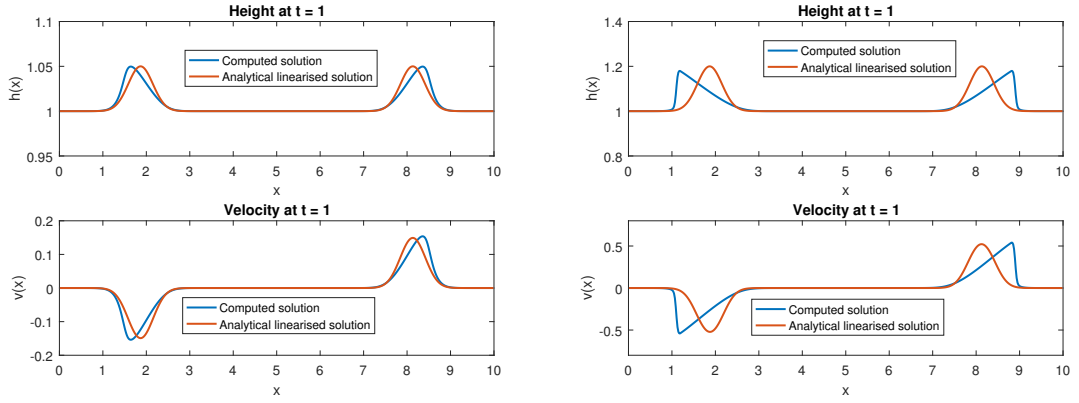 Height at t = 1
1.1
1.05
1
0.95
h(x)
Computed solution
Analytical linearised solution
0 1 2 3 4 5 6 7 8 9 10
x
Velocity at t = 1
0.2
0.1
0
-0.1
-0.2
v(x)
Computed solution
Analytical linearised solution
0 1 2 3 4 5 6 7 8 9 10
x
Height at t = 1
1.4
1.2
1
0.8
h(x)
Computed solution
Analytical linearised solution
0 1 2 3 4 5 6 7 8 9 10
x
Velocity at t = 1
0.5
0
-0.5
v(x)
Computed solution
Analytical linearised solution
0 1 2 3 4 5 6 7 8 9 10
x